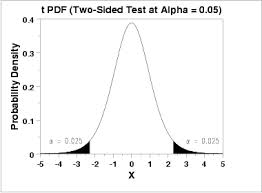 t PDF (Two-Sided Test at Alpha = 0.05)
0.4
0.3
0.2
0.1
0
Probability Density
α = 0.025
α = 0.025
-5 -4 -3 -2 -1 0 1 2 3 4 5
X